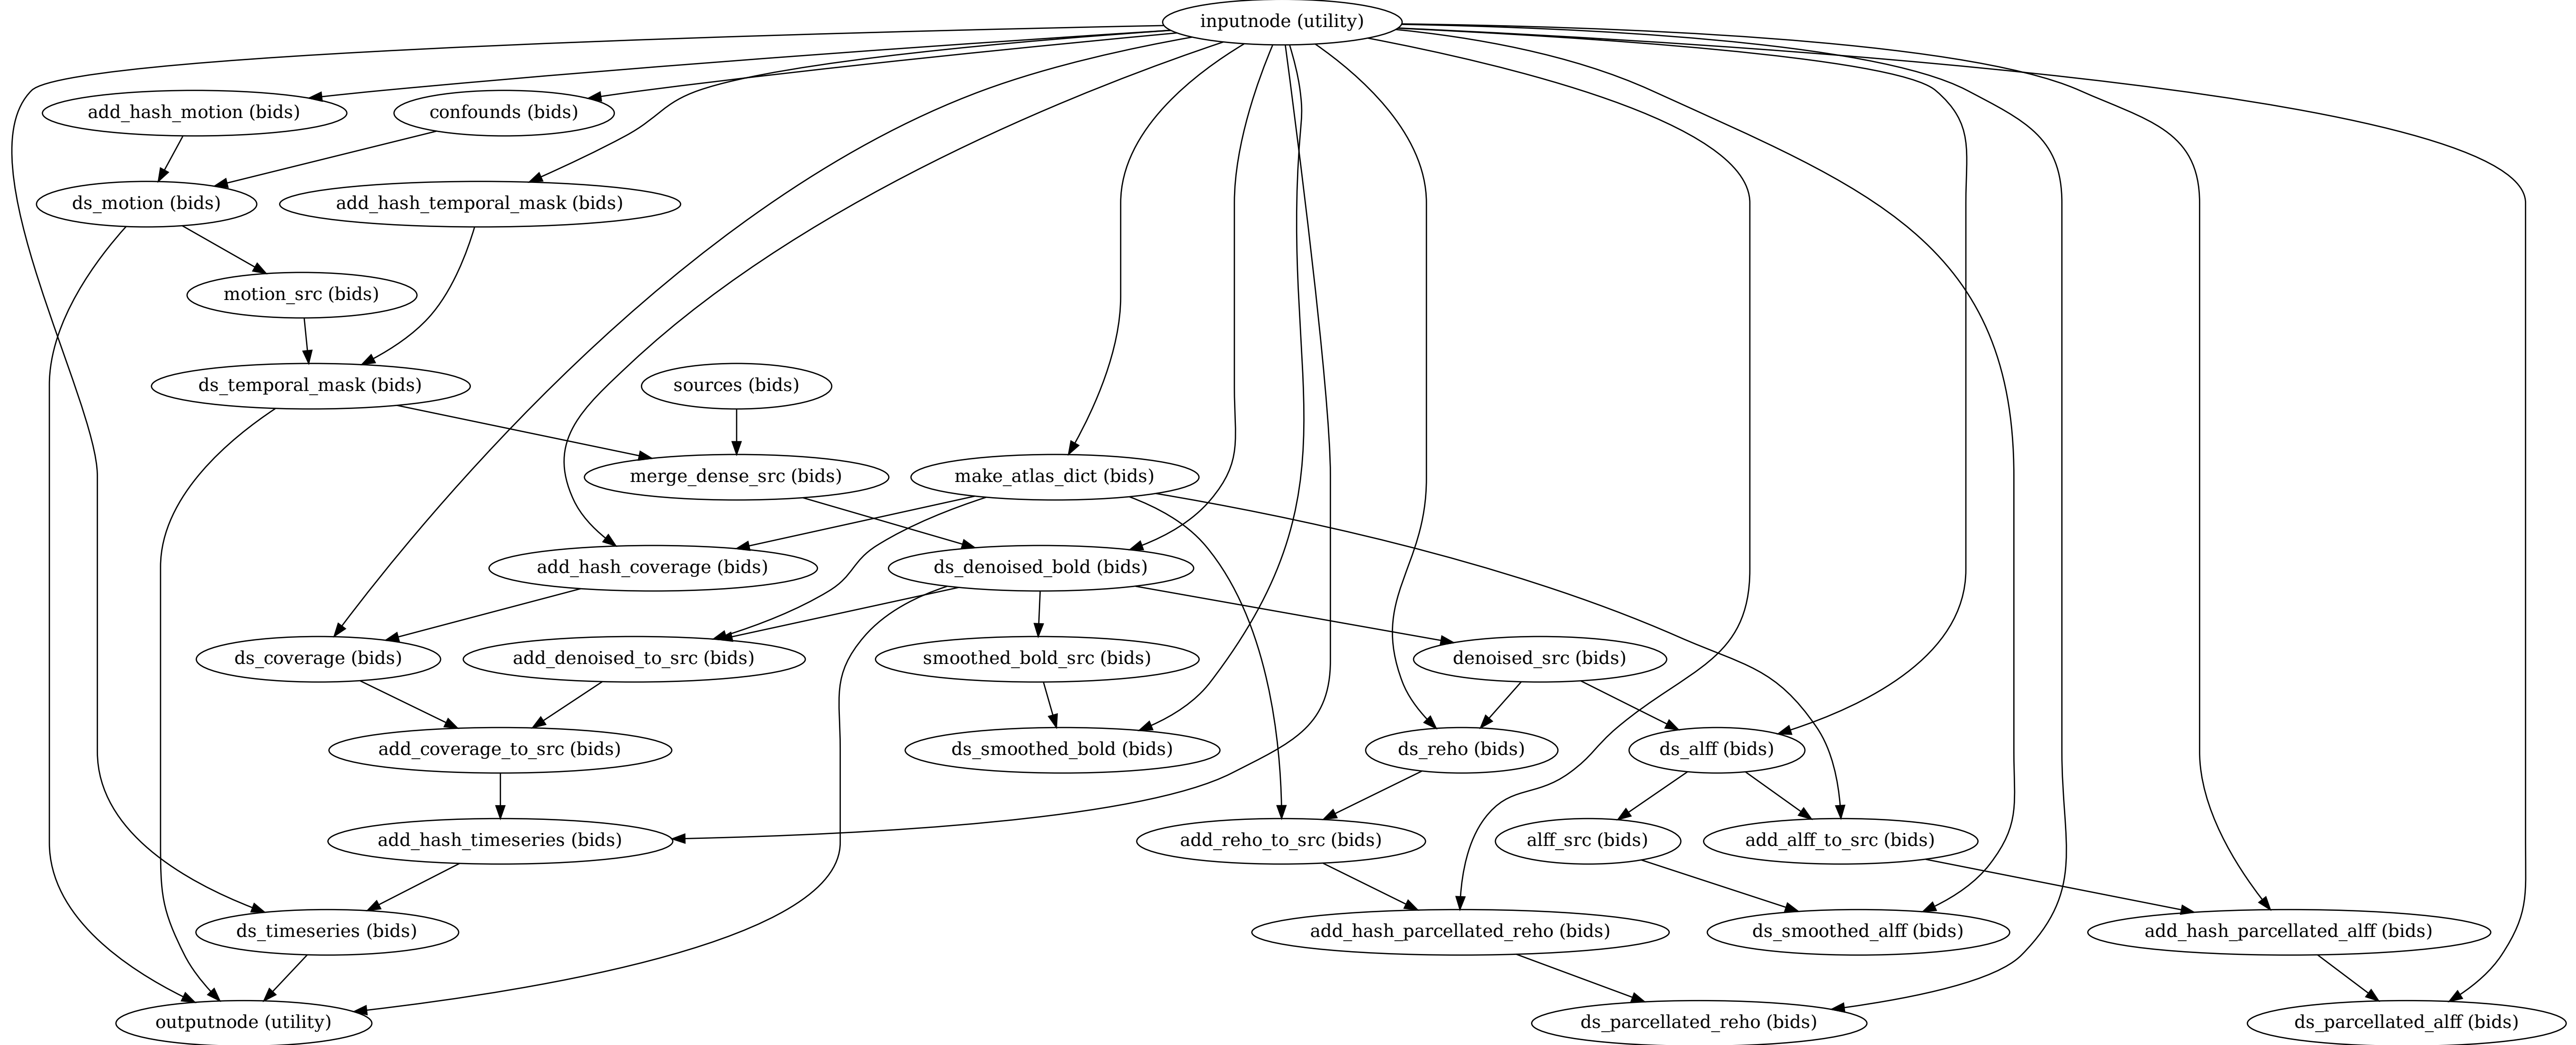 inputnode (utility)
add_hash_motion (bids)
confounds (bids)
ds_motion (bids)
add_hash_temporal_mask (bids)
motion_src (bids)
ds_temporal_mask (bids)
sources (bids)
merge_dense_src (bids)
make_atlas_dict (bids)
add_hash_coverage (bids)
ds_denoised_bold (bids)
ds_coverage (bids)
add_denoised_to_src (bids)
smoothed_bold_src (bids)
denoised_src (bids)
add_coverage_to_src (bids)
ds_smoothed_bold (bids)
ds_reho (bids)
ds_alff (bids)
add_hash_timeseries (bids)
add_reho_to_src (bids)
alff_src (bids)
add_alff_to_src (bids)
ds_timeseries (bids)
add_hash_parcellated_reho (bids)
ds_smoothed_alff (bids)
add_hash_parcellated_alff (bids)
outputnode (utility)
ds_parcellated_reho (bids)
ds_parcellated_alff (bids)